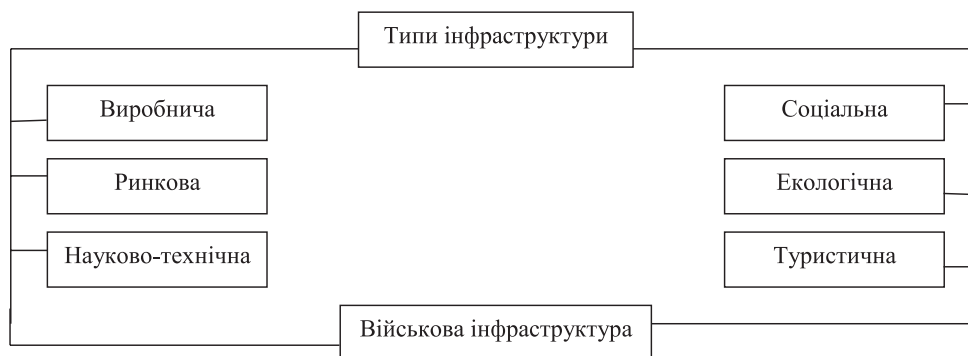 Типи інфраструктури
Виробнича
Соціальна
Ринкова
Екологічна
Науково-технічна
Туристична
Військова інфраструктура